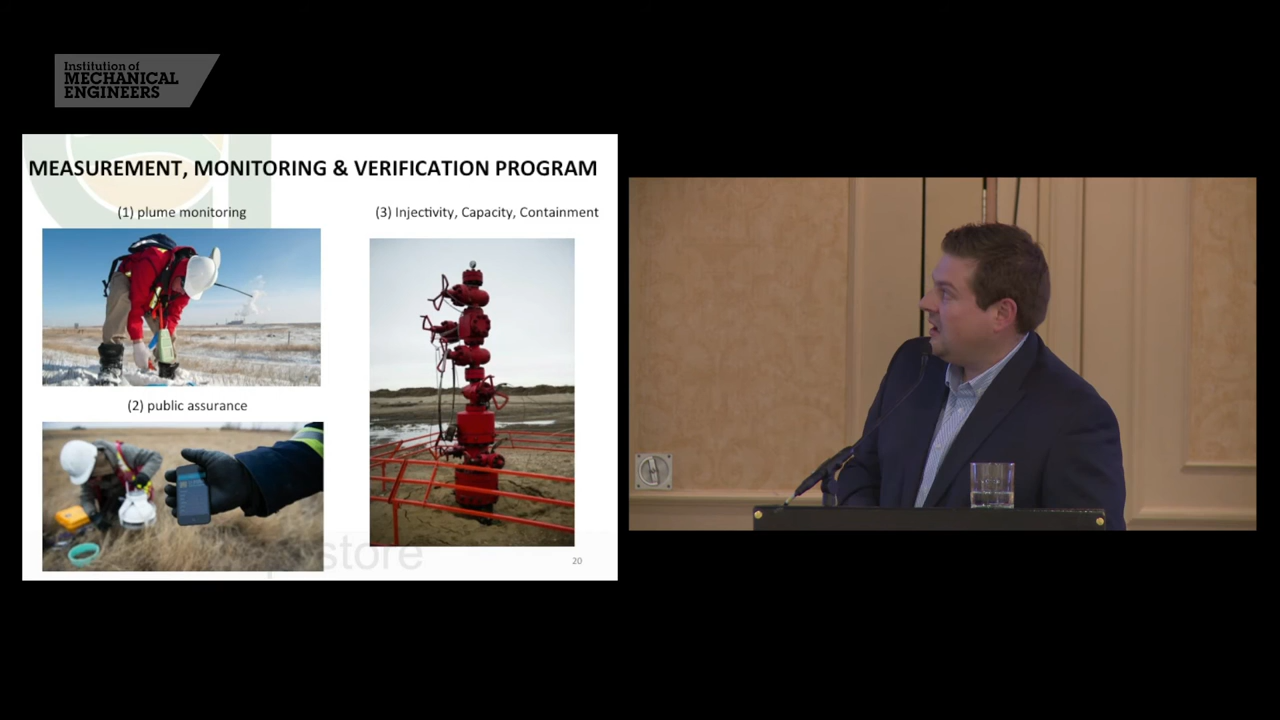 Institution of
MECHANICAL
ENGINEERS
MEASUREMENT, MONITORING & VERIFICATION PROGRAM
(1) plume monitoring
(3) Injectivity, Capacity, Containment
(2) public assurance
store
20